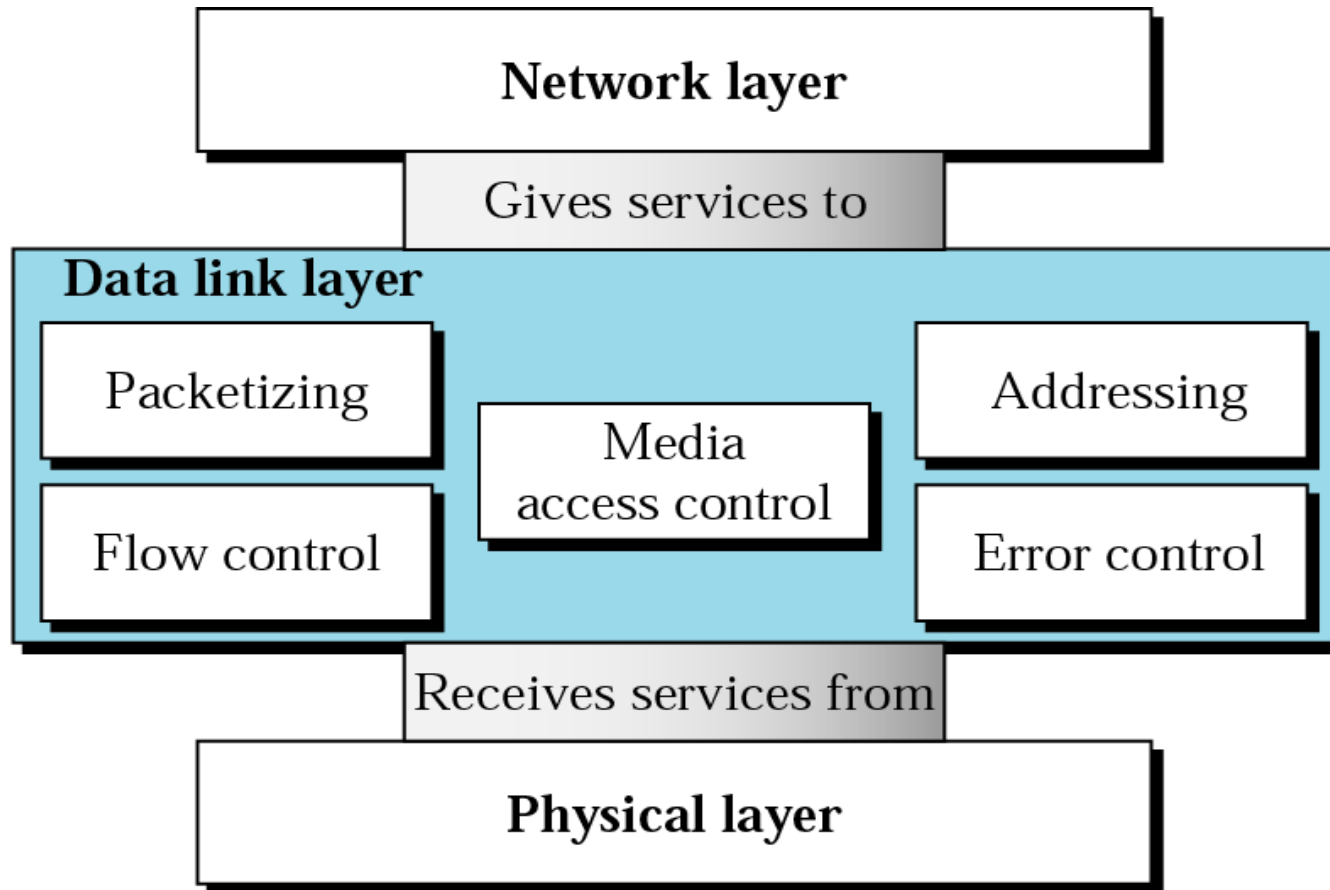 Network layer
Gives services to
Data link layer
Packetizing
Addressing
Media
access control
Flow control
Error control
Receives services from
Physical layer